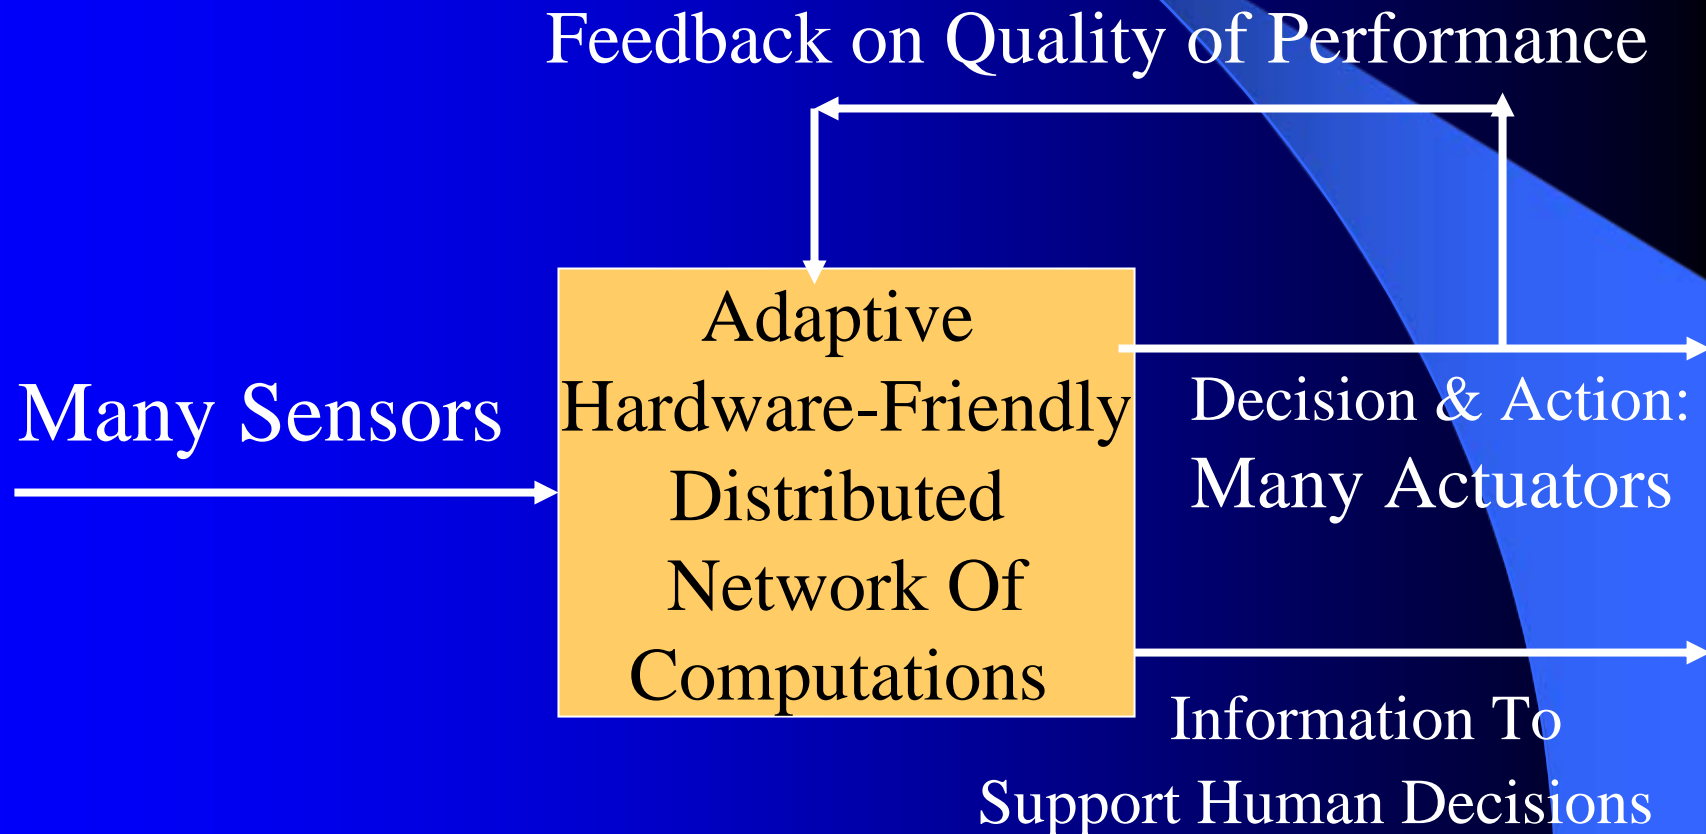 Feedback on Quality of Performance
Many Sensors
Adaptive
Hardware-Friendly
Distributed
Network Of
Computations
Decision & Action:
Many Actuators
Information To
Support Human Decisions